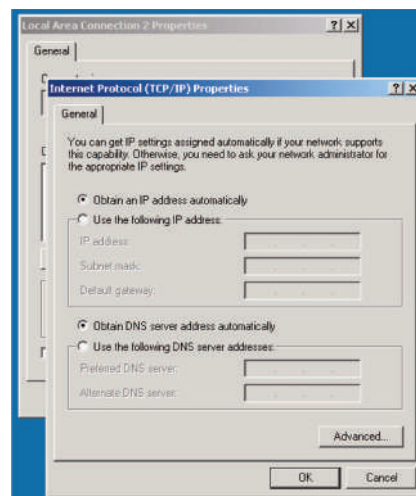 Local Area Connection 2 Properties
General
Internet Protocol (TCP/IP) Properties
General
You can get IP settings assigned automatically if your network supports
this capability. Otherwise, you need to ask your network administrator for
the appropriate IP settings.
Obtain an IP address automatically
Use the following IP address:
IP address:
Subnet mask:
Default gateway:
Obtain DNS server address automatically
Use the following DNS server addresses:
Preferred DNS server:
Alternate DNS server:
Advanced...
OK
Cancel